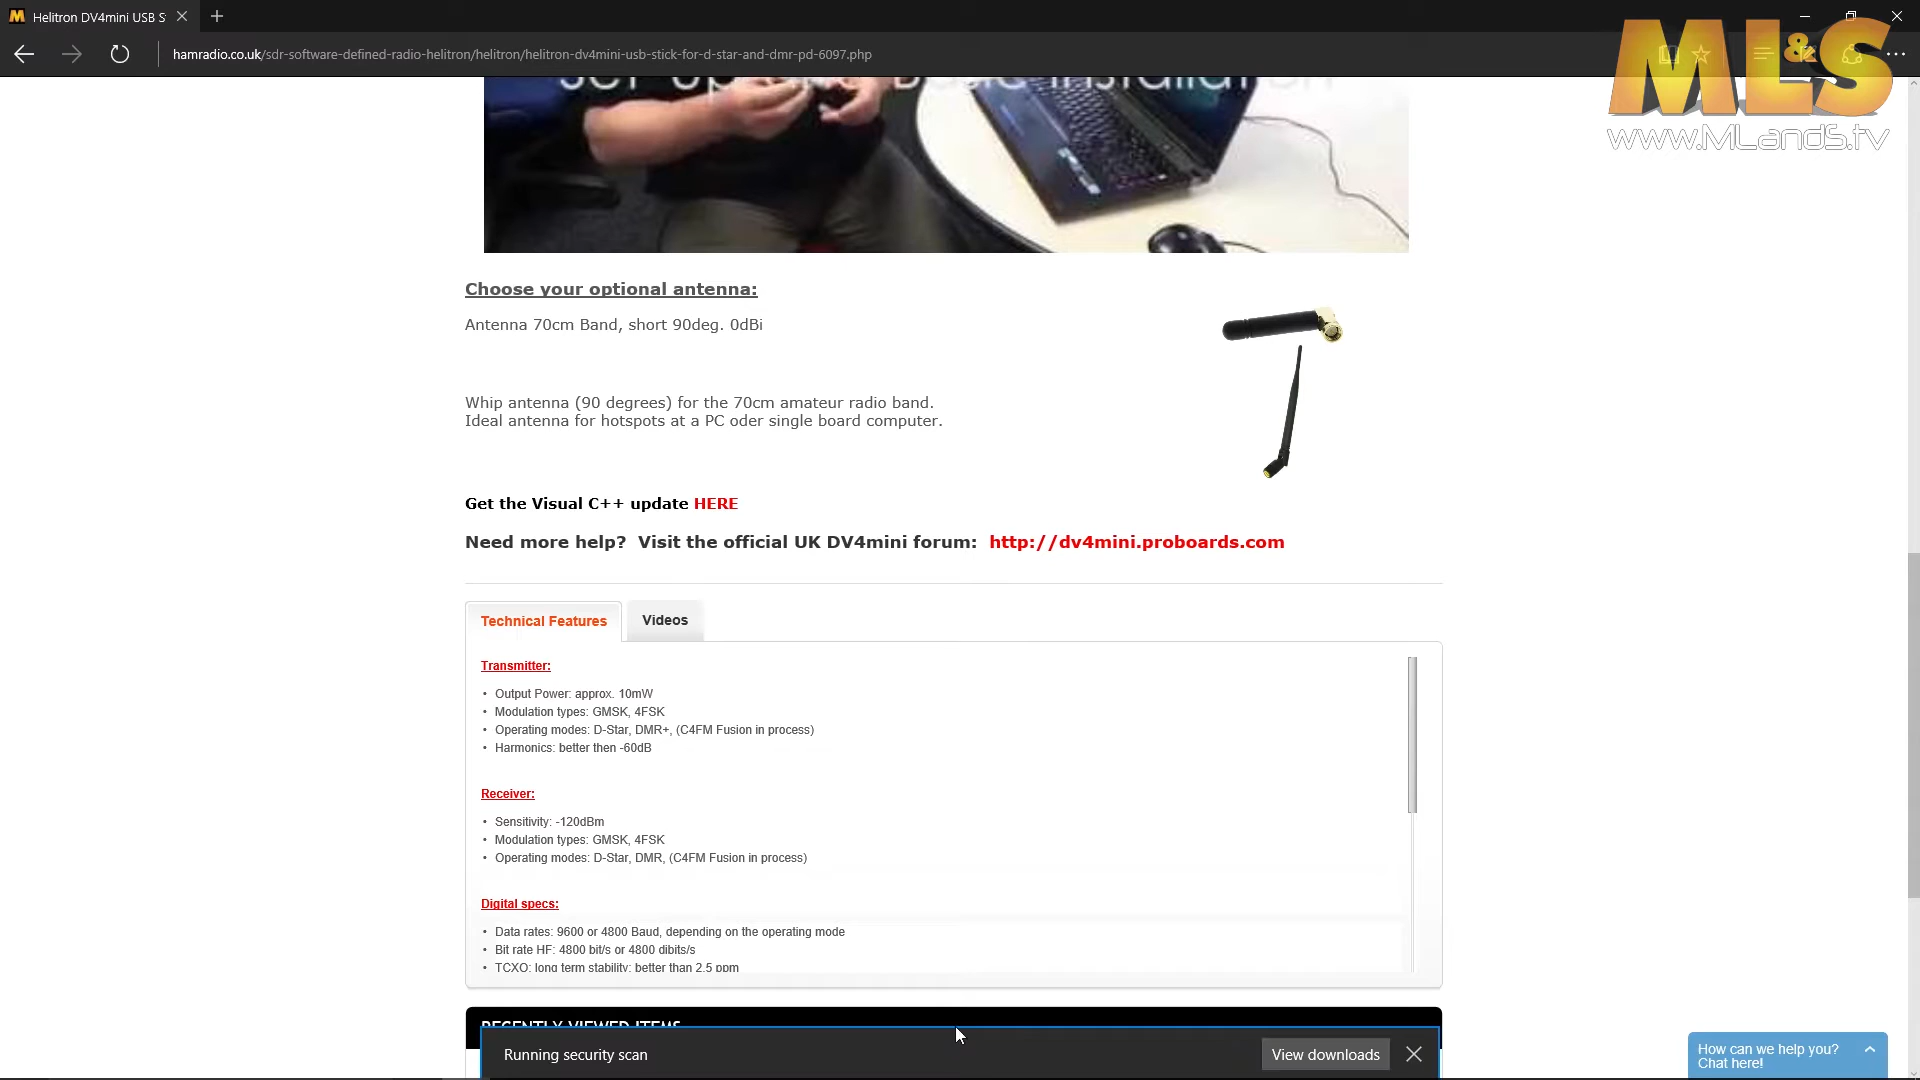 Helitron DV4mini USB S
hamradio.co.uk/sdr-software-defined-radio-helitron/helitron/helitron-dv4mini-usb-stick-for-d-star-and-dmr-pd-6097.php
ML&S
www.MLandS.tv
Set-up and Basic Installation
Choose your optional antenna:
Antenna 70cm Band, short 90deg. 0dBi
Whip antenna (90 degrees) for the 70cm amateur radio band.
Ideal antenna for hotspots at a PC oder single board computer.
Get the Visual C++ update HERE
Need more help?  Visit the official UK DV4mini forum:  http://dv4mini.proboards.com
Technical Features
Videos
Transmitter:
• Output Power: approx. 10mW
• Modulation types: GMSK, 4FSK
• Operating modes: D-Star, DMR+, (C4FM Fusion in process)
• Harmonics: better then -60dB
Receiver:
• Sensitivity: -120dBm
• Modulation types: GMSK, 4FSK
• Operating modes: D-Star, DMR, (C4FM Fusion in process)
Digital specs:
• Data rates: 9600 or 4800 Baud, depending on the operating mode
• Bit rate HF: 4800 bit/s or 4800 dibits/s
• TCXO: long term stability: better than 2.5 ppm
RECENTLY VIEWED ITEMS
Running security scan
View downloads
How can we help you?
Chat here!